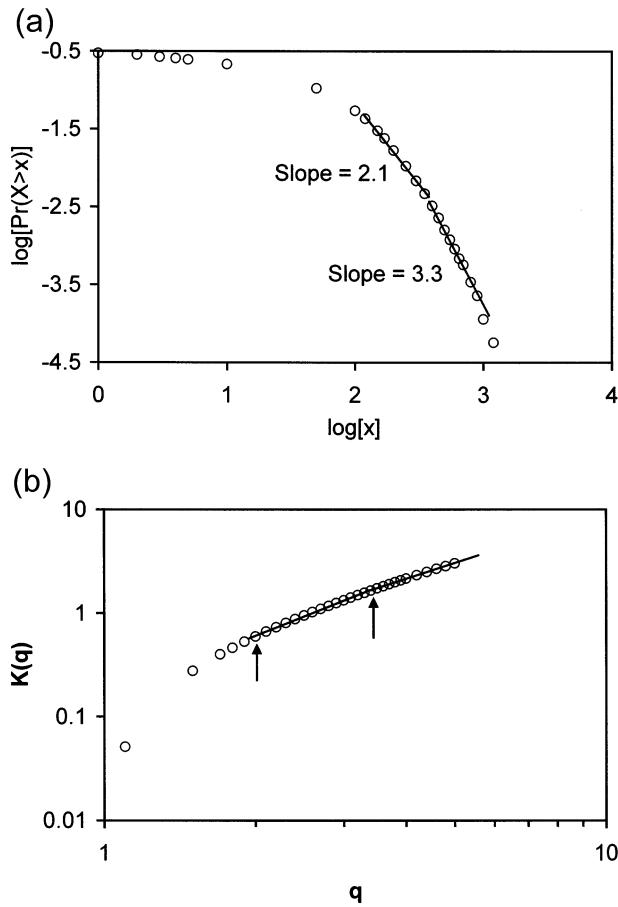 (a)
-0.5
-1.5
-2.5
-3.5
-4.5
log[Pr(X>x)]
Slope = 2.1
Slope = 3.3
0 1 2 3 4
log[x]
(b)
10
1
0.1
0.01
K(q)
1 10
q